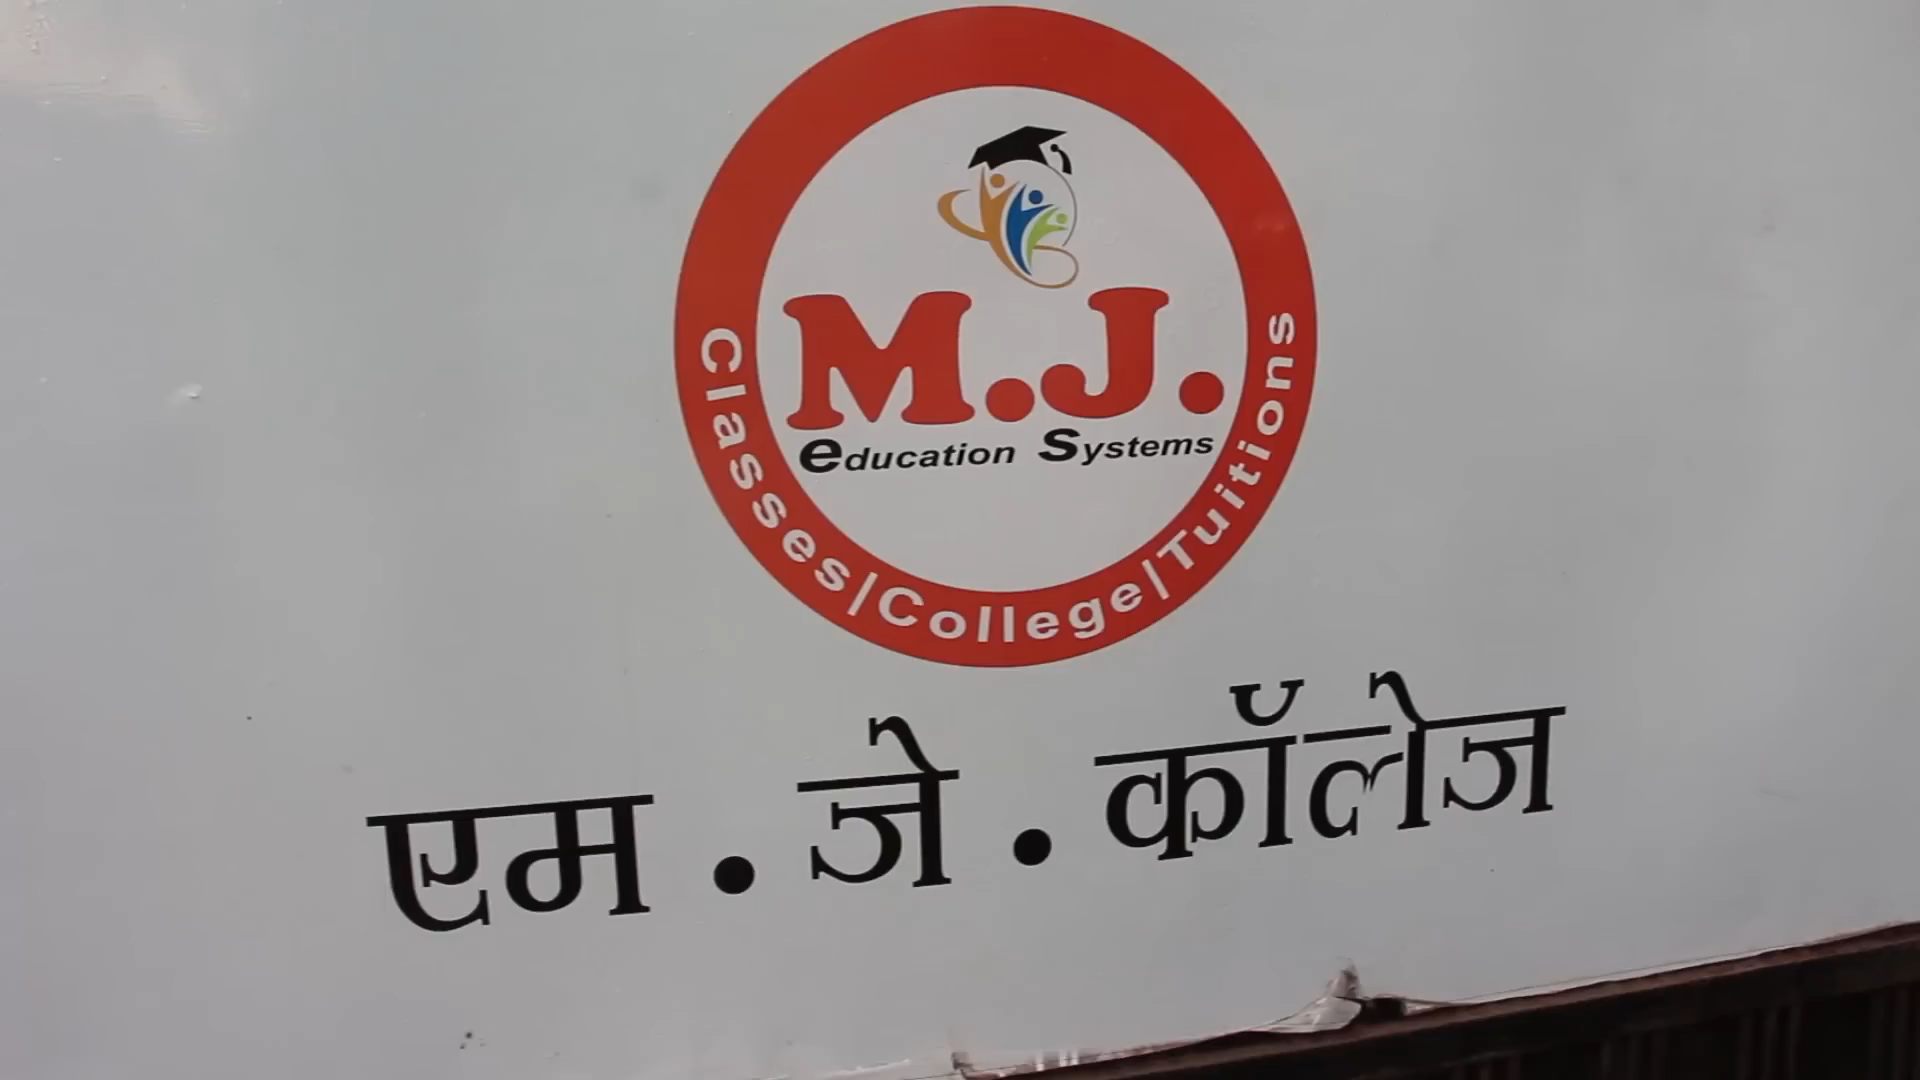 M.J.
education Systems
Classes|College|Tuitions
एम . जे . कॉलेज